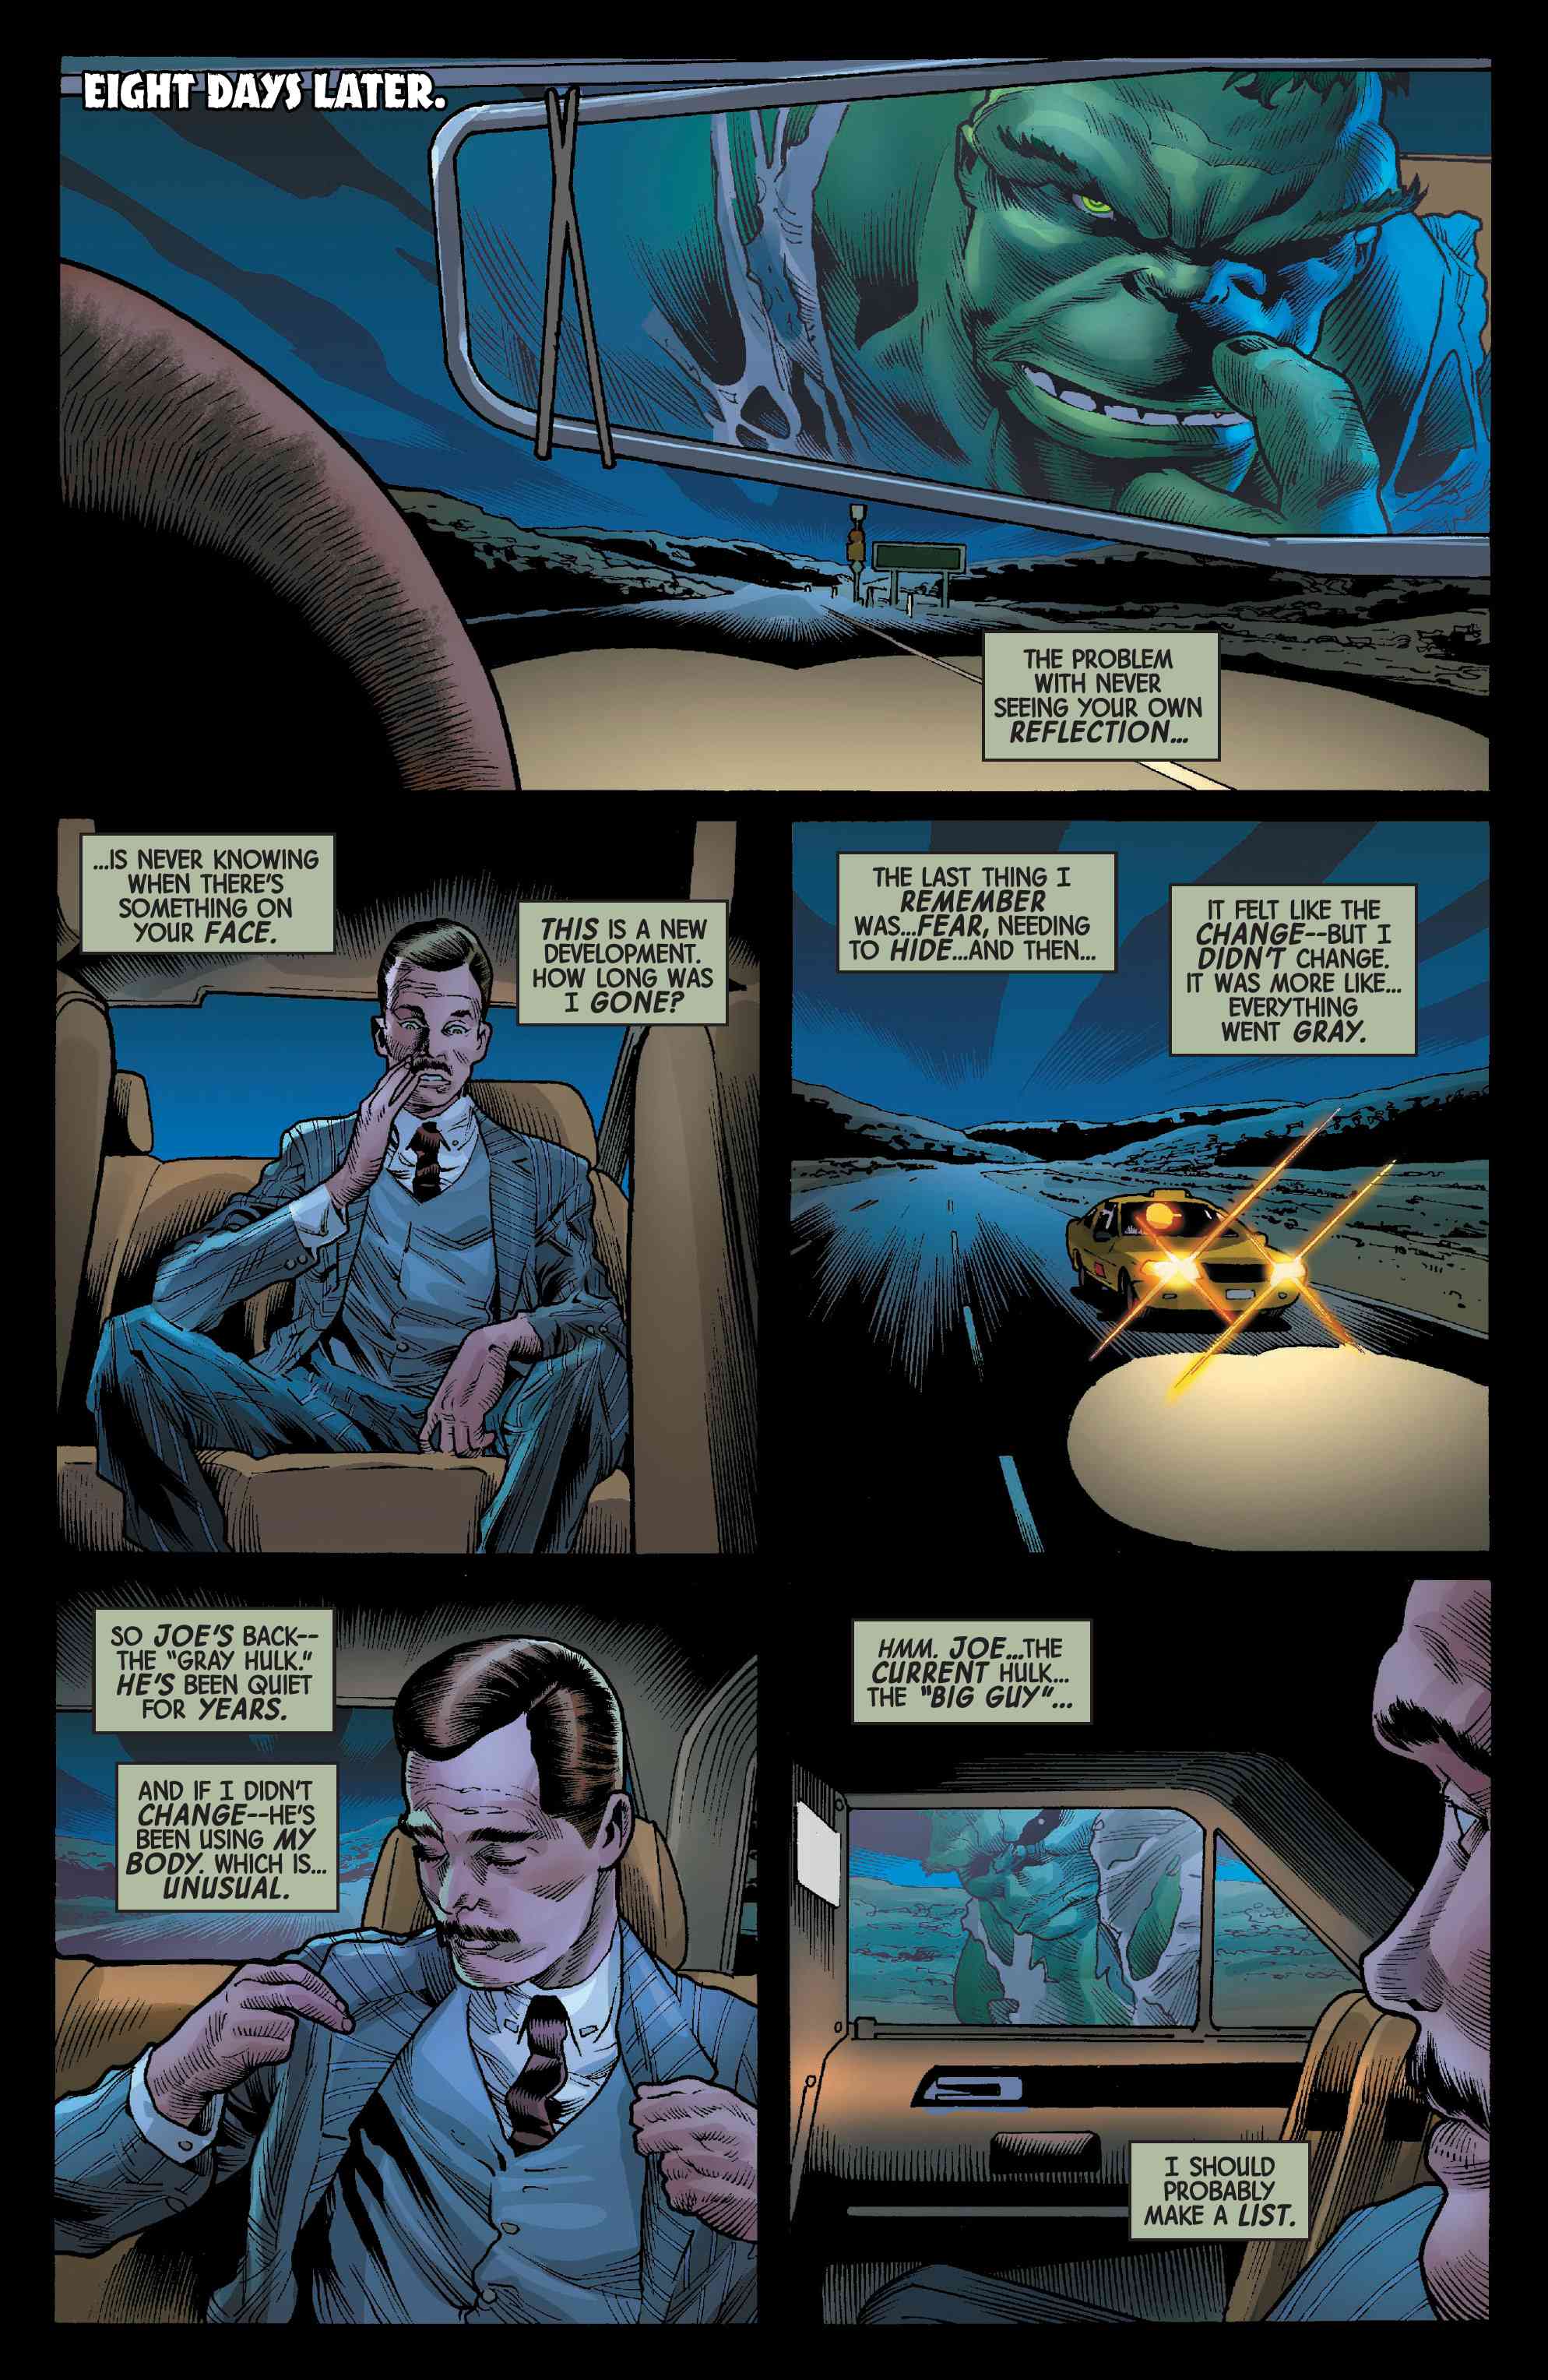 EIGHT DAYS LATER.
THE PROBLEM
WITH NEVER
SEEING YOUR OWN
REFLECTION...
...IS NEVER KNOWING
WHEN THERE'S
SOMETHING ON
YOUR FACE.
THIS IS A NEW
DEVELOPMENT.
HOW LONG WAS
I GONE?
THE LAST THING I
REMEMBER
WAS...FEAR, NEEDING
TO HIDE...AND THEN...
IT FELT LIKE THE
CHANGE--BUT I
DIDN'T CHANGE.
IT WAS MORE LIKE...
EVERYTHING
WENT GRAY.
SO JOE'S BACK--
THE "GRAY HULK."
HE'S BEEN QUIET
FOR YEARS.
AND IF I DIDN'T
CHANGE--HE'S
BEEN USING MY
BODY. WHICH IS...
UNUSUAL.
HMM. JOE...THE
CURRENT HULK...
THE "BIG GUY"...
I SHOULD
PROBABLY
MAKE A LIST.